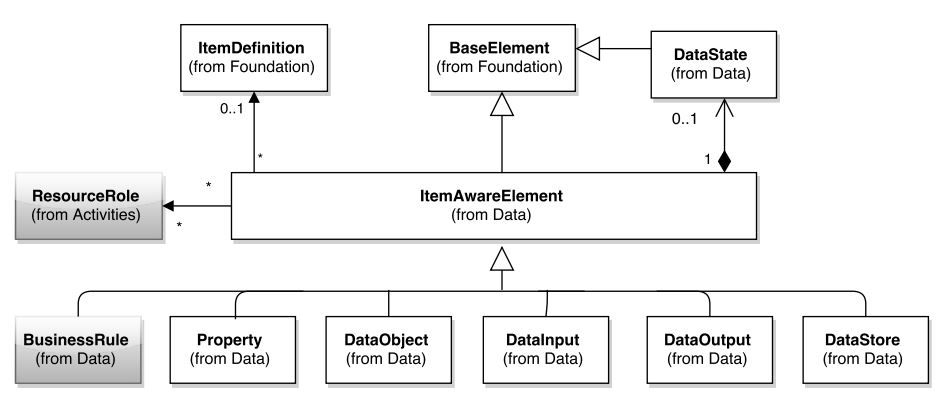 ItemDefinition
(from Foundation)
BaseElement
(from Foundation)
DataState
(from Data)
0..1
0..1
*
1
ResourceRole
(from Activities)
*
*
ItemAwareElement
(from Data)
BusinessRule
(from Data)
Property
(from Data)
DataObject
(from Data)
DataInput
(from Data)
DataOutput
(from Data)
DataStore
(from Data)